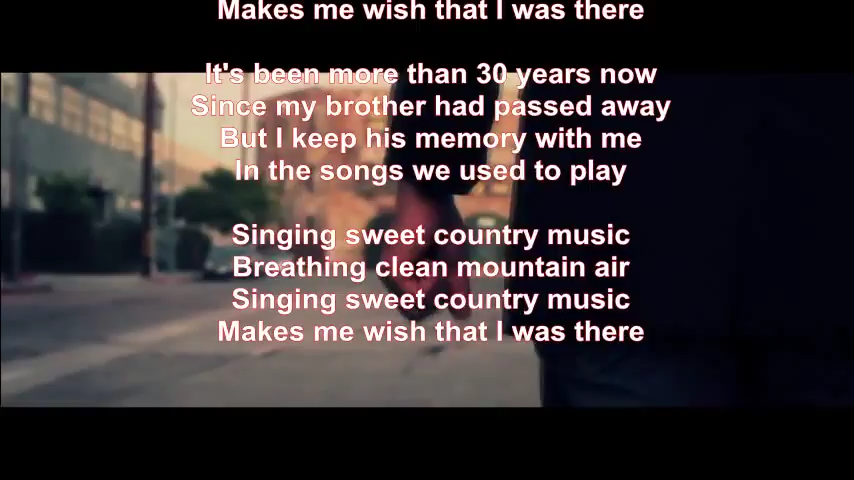 Makes me wish that I was there
It's been more than 30 years now
Since my brother had passed away
But I keep his memory with me
In the songs we used to play
Singing sweet country music
Breathing clean mountain air
Singing sweet country music
Makes me wish that I was there